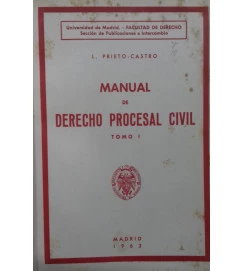 Universidad de Madrid - FACULTAD DE DERECHO
Sección de Publicaciones e Intercambio
L. PRIETO-CASTRO
MANUAL
DE
DERECHO PROCESAL CIVIL
TOMO I
MADRID